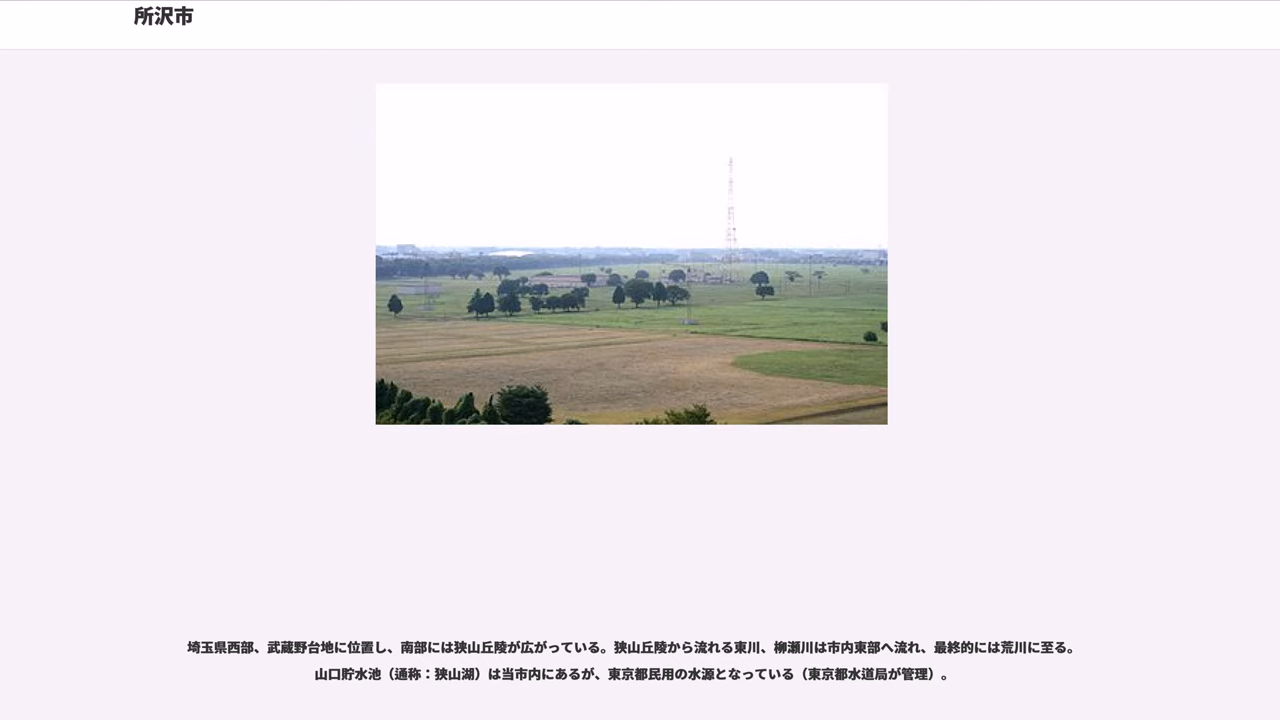 所沢市
埼玉県西部、武蔵野台地に位置し、南部には狭山丘陵が広がっている。狭山丘陵から流れる東川、柳瀬川は市内東部へ流れ、最終的には荒川に至る。
山口貯水池（通称：狭山湖）は当市内にあるが、東京都民用の水源となっている（東京都水道局が管理）。